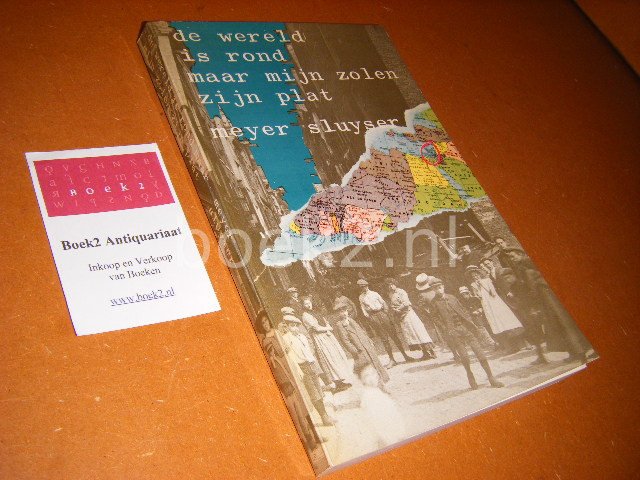 de wereld
is rond
maar mijn zolen
zijn plat
meyer sluyser
BOEK2
Boek2 Antiquariaat
Inkoop en Verkoop
van Boeken
www.boek2.nl
boek2.nl